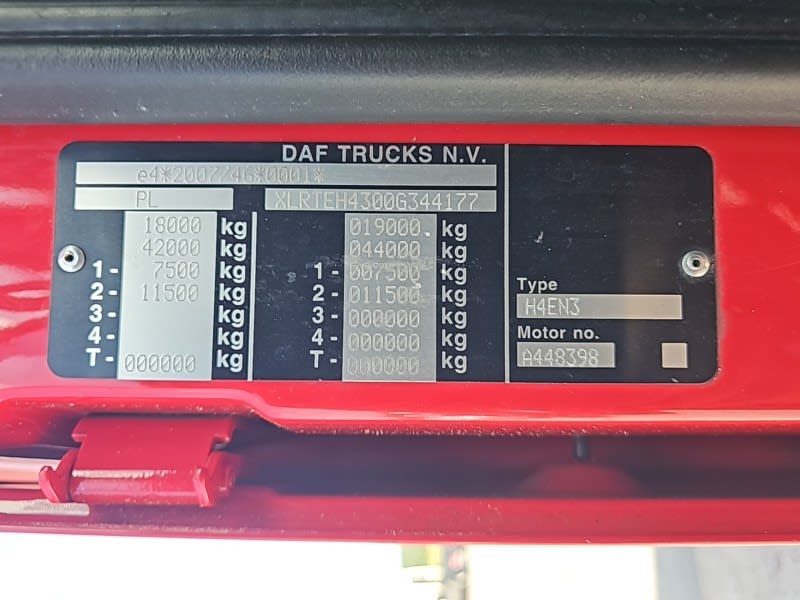 DAF TRUCKS N.V.
e4*2007/46*0001*
PL XLRTEH4300G344177
18000 kg 019000 kg
42000 kg 044000 kg
1- 7500 kg 1- 007500 kg
2- 11500 kg 2- 011500 kg
3- kg 3- 000000 kg
4- kg 4- 000000 kg
T- 000000 kg T- 000000 kg
Type
H4EN3
Motor no.
A448398